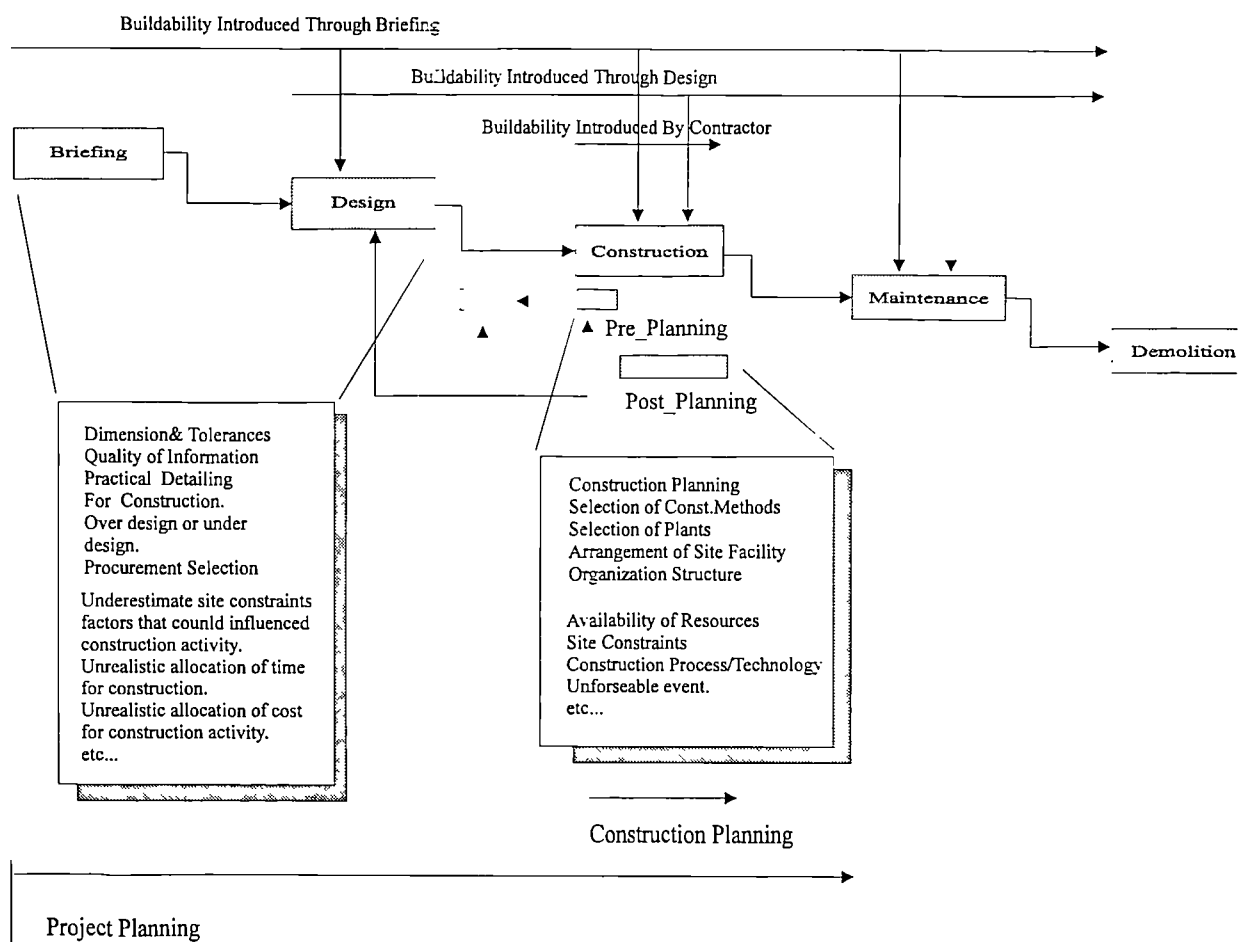 Buildability Introduced Through Briefing
Buildability Introduced Through Design
Buildability Introduced By Contractor
Briefing
Design
Construction
Maintenance
Demolition
Pre_Planning
Post_Planning
Dimension& Tolerances
Quality of Information
Practical Detailing
For Construction.
Over design or under
design.
Procurement Selection
Underestimate site constraints
factors that counld influenced
construction activity.
Unrealistic allocation of time
for construction.
Unrealistic allocation of cost
for construction activity.
etc...
Construction Planning
Selection of Const.Methods
Selection of Plants
Arrangement of Site Facility
Organization Structure
Availability of Resources
Site Constraints
Construction Process/Technology
Unforseable event.
etc...
Construction Planning
Project Planning